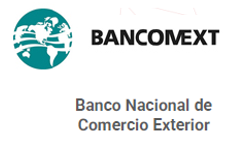 BANCOMEXT
Banco Nacional de
Comercio Exterior